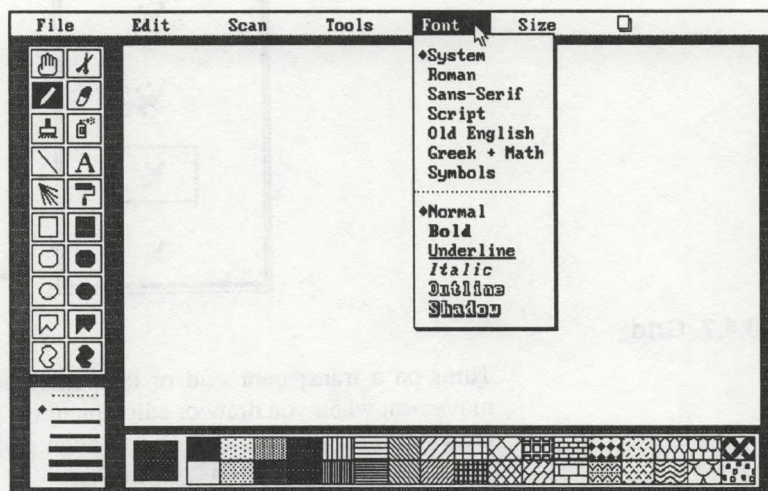 File Edit Scan Tools Font Size
◆System
Roman
Sans-Serif
Script
Old English
Greek + Math
Symbols
◆Normal
Bold
Underline
Italic
Outline
Shadow
A